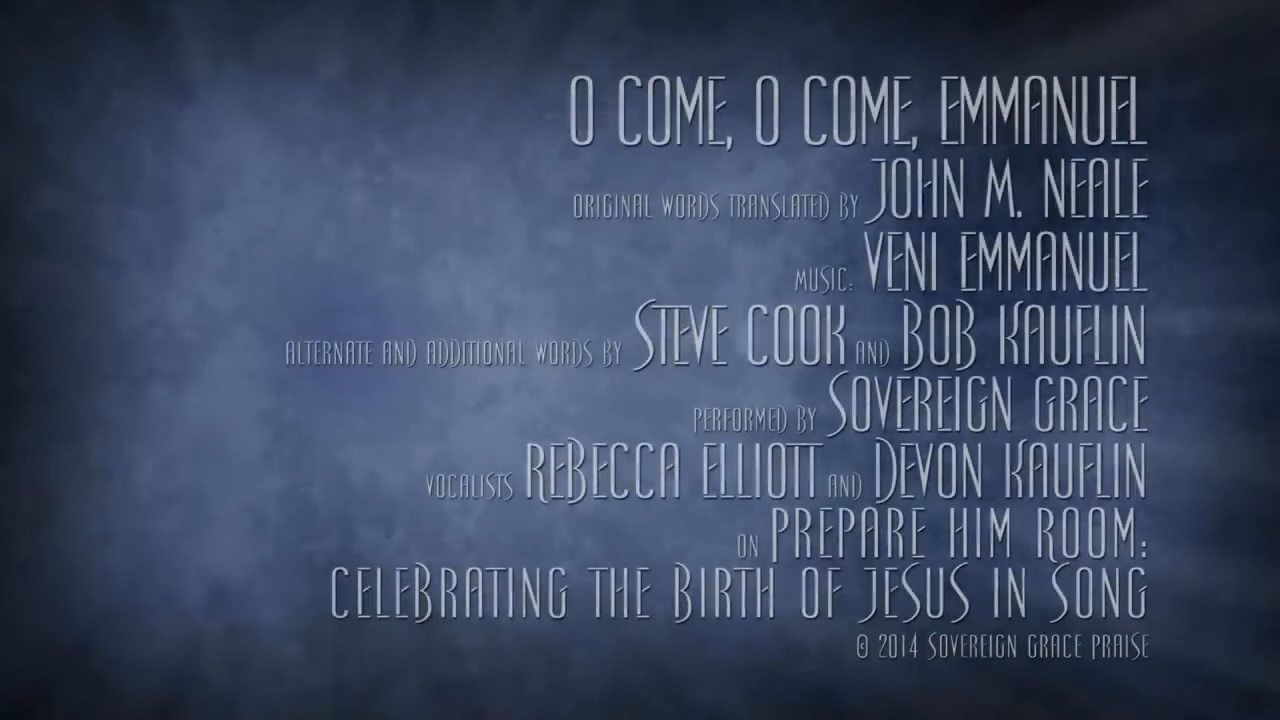 O COME, O COME, EMMANUEL
ORIGINAL WORDS TRANSLATED BY JOHN M. NEALE
MUSIC: VENI EMMANUEL
ALTERNATE AND ADDITIONAL WORDS BY STEVE COOK AND BOB KAUFLIN
PERFORMED BY SOVEREIGN GRACE
VOCALISTS REBECCA ELLIOTT AND DEVON KAUFLIN
ON PREPARE HIM ROOM:
CELEBRATING THE BIRTH OF JESUS IN SONG
© 2014 SOVEREIGN GRACE PRAISE